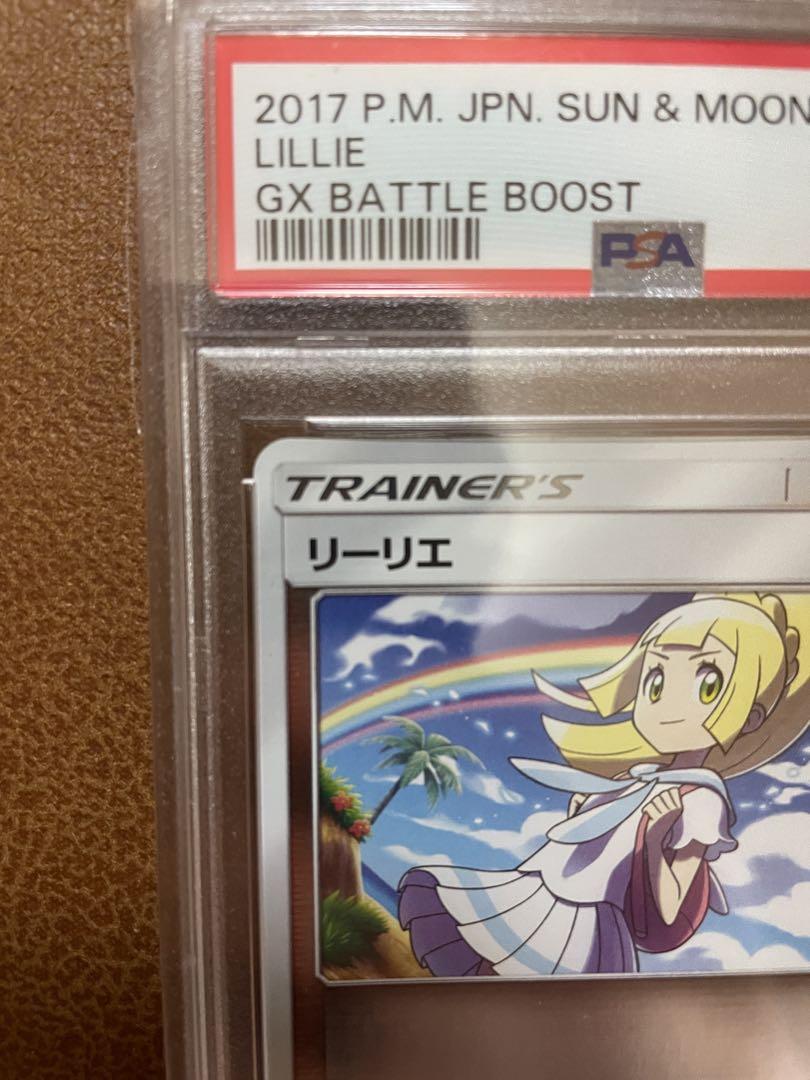 2017 P.M. JPN. SUN & MOON
LILLIE
GX BATTLE BOOST
PSA
TRAINER'S
リーリエ